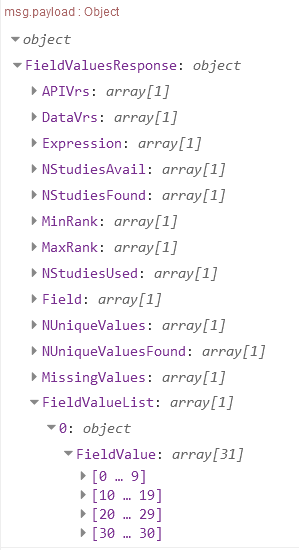 msg.payload : Object
object
FieldValuesResponse: object
APIVrs: array[1]
DataVrs: array[1]
Expression: array[1]
NStudiesAvail: array[1]
NStudiesFound: array[1]
MinRank: array[1]
MaxRank: array[1]
NStudiesUsed: array[1]
Field: array[1]
NUniqueValues: array[1]
NUniqueValuesFound: array[1]
MissingValues: array[1]
FieldValueList: array[1]
0: object
FieldValue: array[31]
[0 … 9]
[10 … 19]
[20 … 29]
[30 … 30]